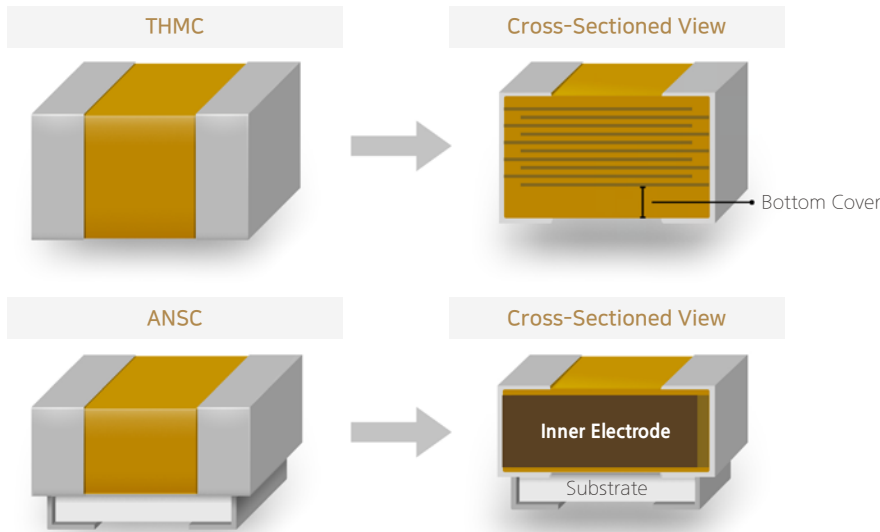 THMC
Cross-Sectioned View
Bottom Cover
ANSC
Cross-Sectioned View
Inner Electrode
Substrate